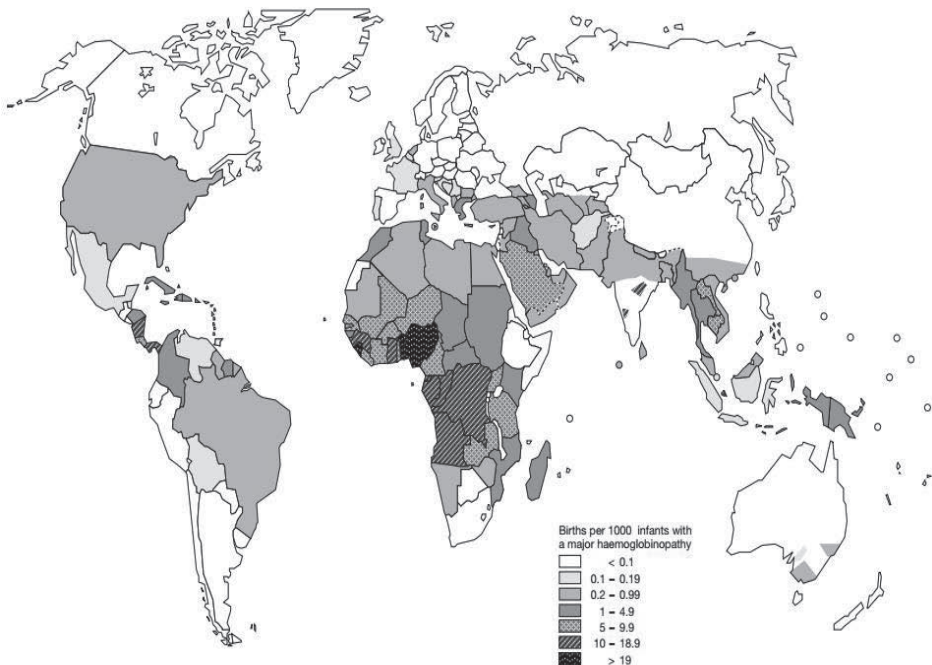 Births per 1000 infants with
a major haemoglobinopathy
< 0.1
0.1 – 0.19
0.2 – 0.99
1 – 4.9
5 – 9.9
10 – 18.9
> 19